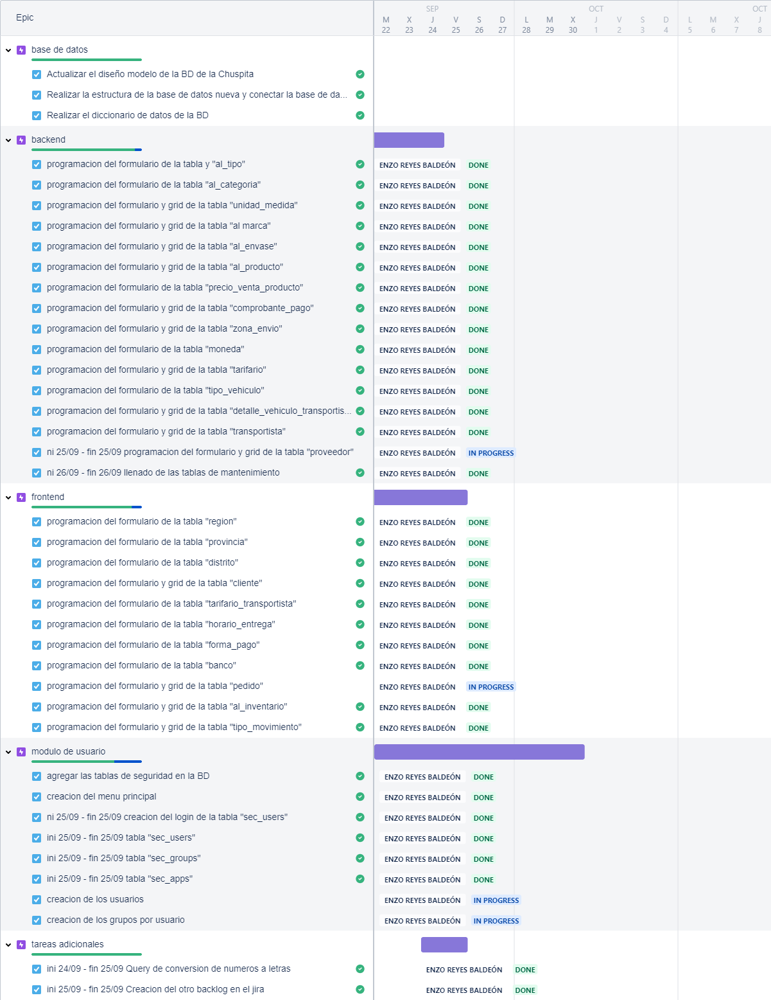 Epic
SEP OCT OCT
M X J V S D L M X J V S D L M X J
22 23 24 25 26 27 28 29 30 1 2 3 4 5 6 7 8
base de datos
Actualizar el diseño modelo de la BD de la Chuspita
Realizar la estructura de la base de datos nueva y conectar la base de da...
Realizar el diccionario de datos de la BD
backend
programacion del formulario de la tabla y "al_tipo" ENZO REYES BALDEÓN DONE
programacion del formulario de la tabla "al_categoria" ENZO REYES BALDEÓN DONE
programacion del formulario y grid de la tabla "unidad_medida" ENZO REYES BALDEÓN DONE
programacion del formulario y grid de la tabla "al marca" ENZO REYES BALDEÓN DONE
programacion del formulario y grid de la tabla "al_envase" ENZO REYES BALDEÓN DONE
programacion del formulario y grid de la tabla "al_producto" ENZO REYES BALDEÓN DONE
programacion del formulario de la tabla "precio_venta_producto" ENZO REYES BALDEÓN DONE
programacion del formulario y grid de la tabla "comprobante_pago" ENZO REYES BALDEÓN DONE
programacion del formulario y grid de la tabla "zona_envio" ENZO REYES BALDEÓN DONE
programacion del formulario de la tabla "moneda" ENZO REYES BALDEÓN DONE
programacion del formulario y grid de la tabla "tarifario" ENZO REYES BALDEÓN DONE
programacion del formulario de la tabla "tipo_vehiculo" ENZO REYES BALDEÓN DONE
programacion del formulario y grid de la tabla "detalle_vehiculo_transportis... ENZO REYES BALDEÓN DONE
programacion del formulario y grid de la tabla "transportista" ENZO REYES BALDEÓN DONE
ni 25/09 - fin 25/09 programacion del formulario y grid de la tabla "proveedor" ENZO REYES BALDEÓN IN PROGRESS
ni 26/09 - fin 26/09 llenado de las tablas de mantenimiento ENZO REYES BALDEÓN DONE
frontend
programacion del formulario de la tabla "region" ENZO REYES BALDEÓN DONE
programacion del formulario de la tabla "provincia" ENZO REYES BALDEÓN DONE
programacion del formulario de la tabla "distrito" ENZO REYES BALDEÓN DONE
programacion del formulario y grid de la tabla "cliente" ENZO REYES BALDEÓN DONE
programacion del formulario de la tabla "tarifario_transportista" ENZO REYES BALDEÓN DONE
programacion del formulario de la tabla "horario_entrega" ENZO REYES BALDEÓN DONE
programacion del formulario de la tabla "forma_pago" ENZO REYES BALDEÓN DONE
programacion del formulario de la tabla "banco" ENZO REYES BALDEÓN DONE
programacion del formulario y grid de la tabla "pedido" ENZO REYES BALDEÓN IN PROGRESS
programacion del formulario y grid de la tabla "al_inventario" ENZO REYES BALDEÓN DONE
programacion del formulario y grid de la tabla "tipo_movimiento" ENZO REYES BALDEÓN DONE
modulo de usuario
agregar las tablas de seguridad en la BD ENZO REYES BALDEÓN DONE
creacion del menu principal ENZO REYES BALDEÓN DONE
ni 25/09 - fin 25/09 creacion del login de la tabla "sec_users" ENZO REYES BALDEÓN DONE
ini 25/09 - fin 25/09 tabla "sec_users" ENZO REYES BALDEÓN DONE
ini 25/09 - fin 25/09 tabla "sec_groups" ENZO REYES BALDEÓN DONE
ini 25/09 - fin 25/09 tabla "sec_apps" ENZO REYES BALDEÓN DONE
creacion de los usuarios ENZO REYES BALDEÓN IN PROGRESS
creacion de los grupos por usuario ENZO REYES BALDEÓN IN PROGRESS
tareas adicionales
ini 24/09 - fin 25/09 Query de conversion de numeros a letras ENZO REYES BALDEÓN DONE
ini 25/09 - fin 25/09 Creacion del otro backlog en el jira ENZO REYES BALDEÓN DONE